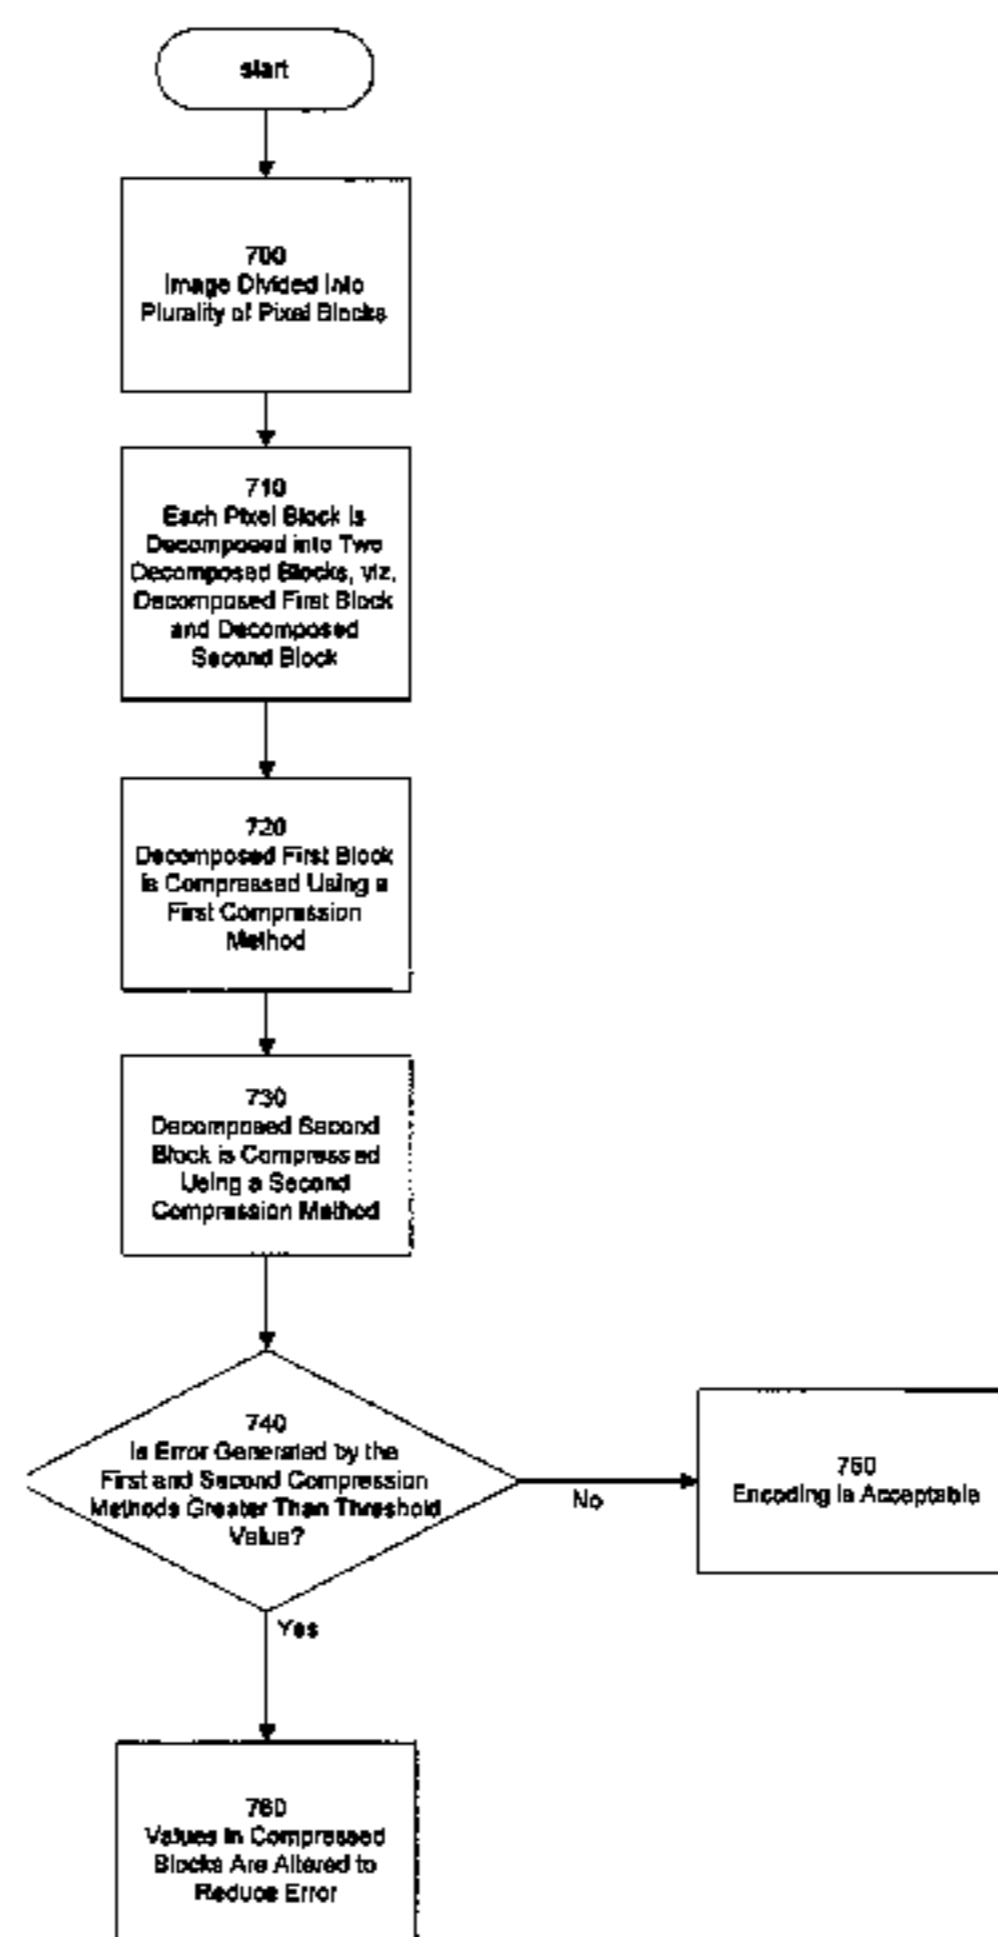 start
700
Image Divided Into
Plurality of Pixel Blocks
710
Each Pixel Block is
Decomposed into Two
Decomposed Blocks, viz.
Decomposed First Block
and Decomposed
Second Block
720
Decomposed First Block
is Compressed Using a
First Compression
Method
730
Decomposed Second
Block is Compressed
Using a Second
Compression Method
740
Is Error Generated by the
First and Second Compression
Methods Greater Than Threshold
Value?
No
Encoding is Acceptable
Yes
760
Values in Compressed
Blocks Are Altered to
Reduce Error